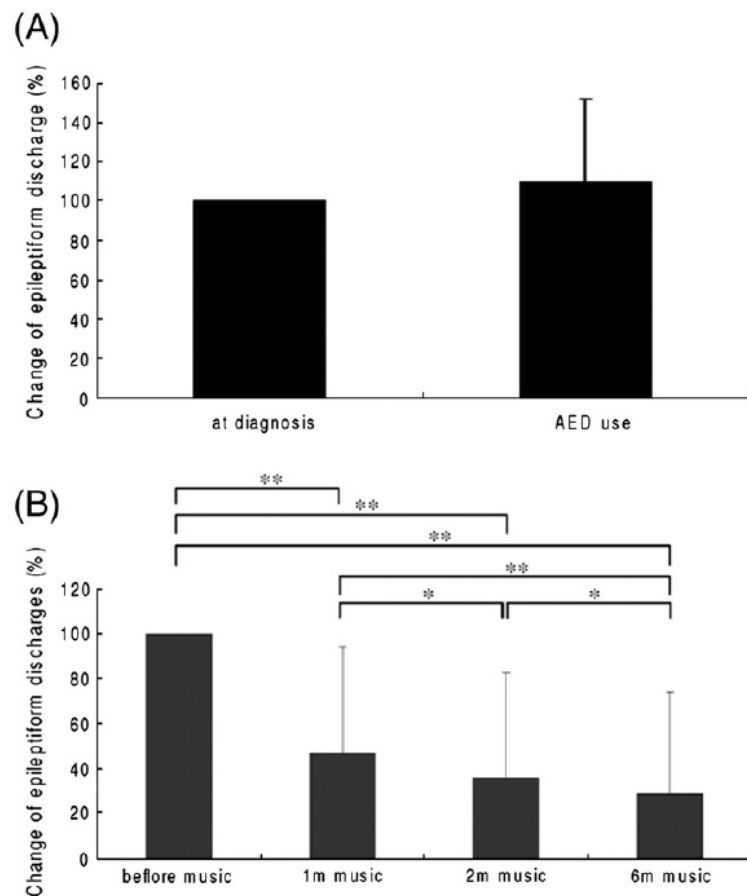 (A)
Change of epileptiform discharge (%)
160
140
120
100
80
60
40
20
0
at diagnosis
AED use
(B)
**
**
**
**
*
*
Change of epileptiform discharges (%)
120
100
80
60
40
20
0
beflore music
1m music
2m music
6m music